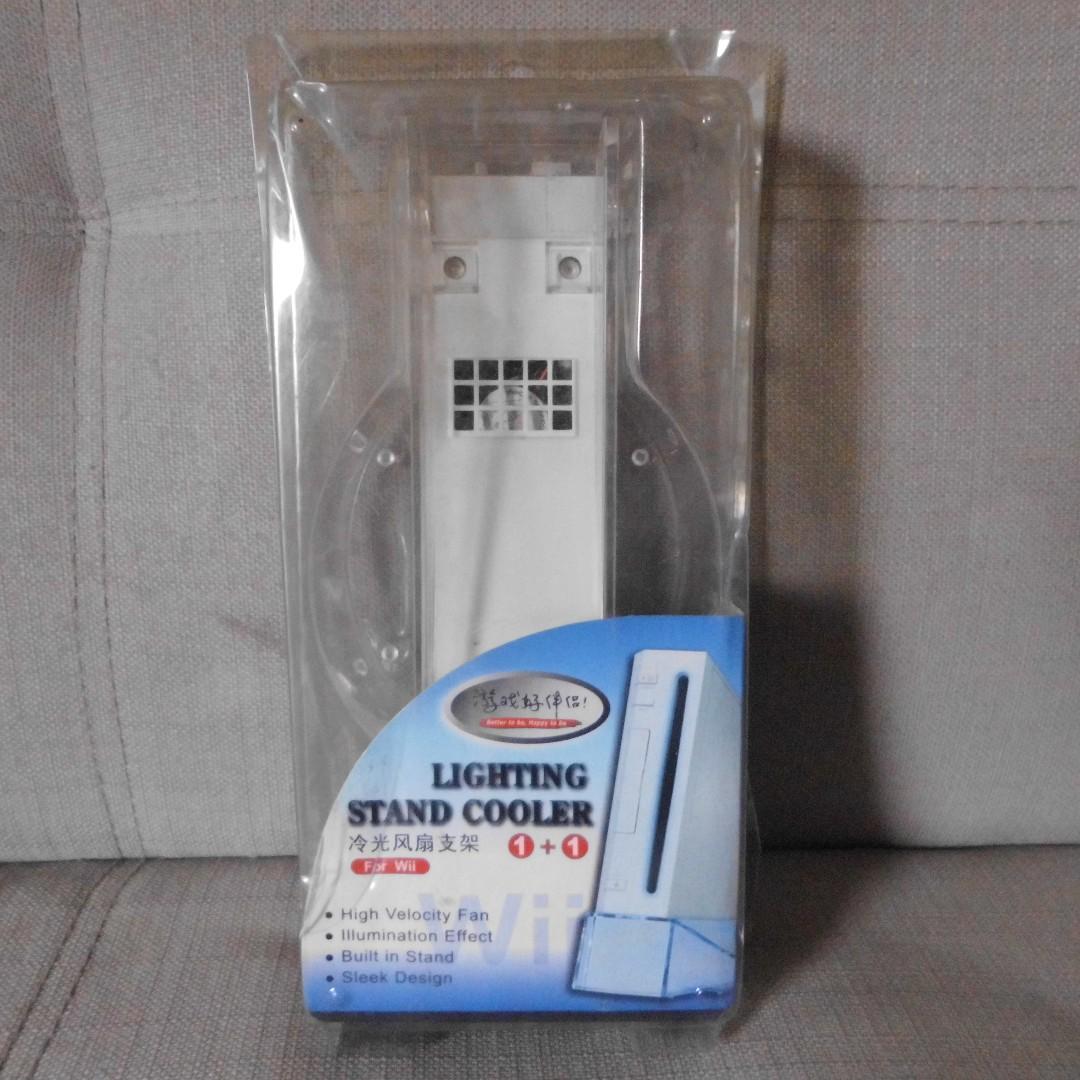 游戏好伴侣!
Better to be, Happy to be
LIGHTING
STAND COOLER
冷光风扇支架 1+1
For Wii
Wii
• High Velocity Fan
• Illumination Effect
• Built in Stand
• Sleek Design